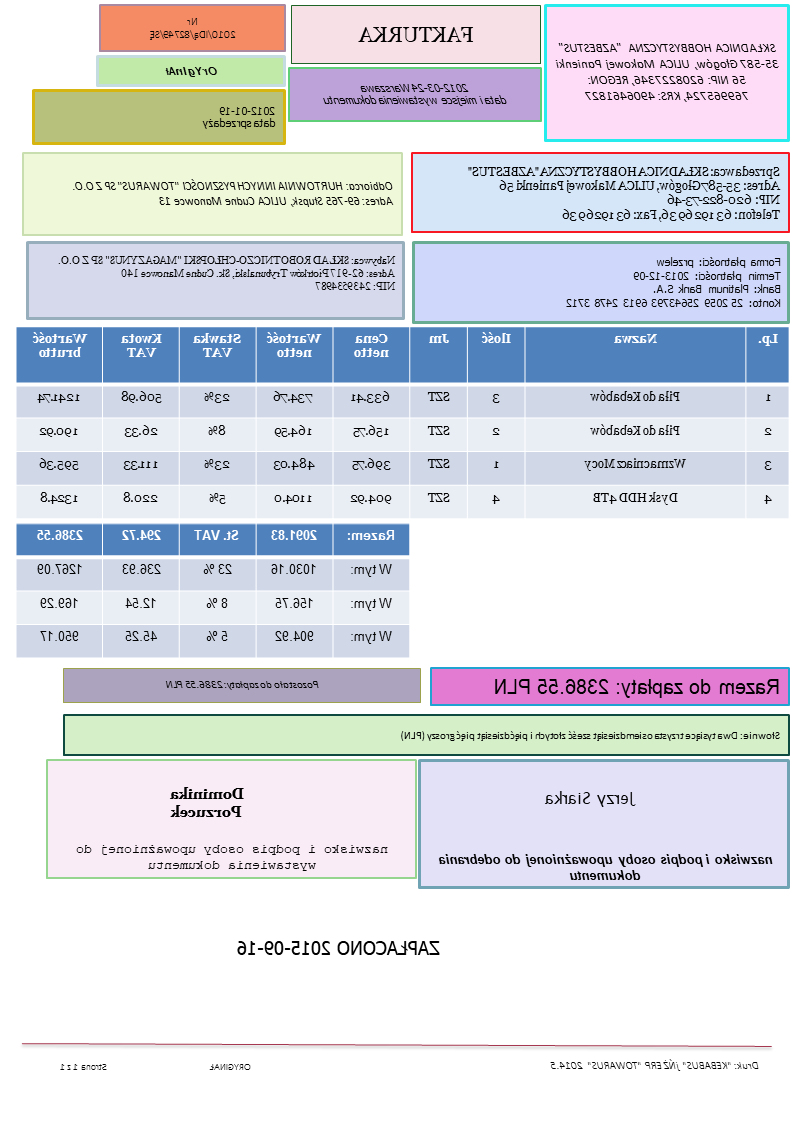 SKŁADNICA HOBBYSTYCZNA "AZBESTUS"
35-587 Głogów, ULICA Makowej Panienki
56 NIP: 6208227346, REGON:
769965724, KRS: 4906461827
FAKTURKA
2012-03-24 Warszawa
data i miejsce wystawienia dokumentu
Nr
2010/IDą/82749/SĘ
OrYgInAł
2012-01-19
data sprzedaży
Sprzedawca: SKŁADNICA HOBBYSTYCZNA "AZBESTUS"
Adres: 35-587 Głogów, ULICA Makowej Panienki 56
NIP: 620-822-73-46
Telefon: 63 192 69 36, Fax: 63 192 69 36
Odbiorca: HURTOWNIA INNYCH PYSZNOŚCI "TOWARUS" SP Z O.O.
Adres: 69-765 Słupsk, ULICA Cudne Manowce 13
Forma płatności: przelew
Termin płatności: 2013-12-09
Bank: Platinum Bank S.A.
Konto: 25 2059 25643793 6913 2478 3712
Nabywca: SKŁAD ROBOTNICZO-CHŁOPSKI "MAGAZYNUS" SP Z O.O.
Adres: 62-917 Piotrków Trybunalski, Sk. Cudne Manowce 140
NIP: 2439534987
Lp. Nazwa Ilość Jm Cena netto Wartość netto Stawka VAT Kwota VAT Wartość brutto
1 Piła do Kebabów 3 SZT 633.41 734.76 23% 506.98 1241.74
2 Piła do Kebabów 2 SZT 156.75 164.59 8% 26.33 190.92
3 Wzmacniacz Mocy 1 SZT 396.75 484.03 23% 111.33 595.36
4 Dysk HDD 4TB 4 SZT 904.92 1104.0 5% 220.8 1324.8
Razem: 2091.83 St. VAT 294.72 2386.55
W tym: 1030.16 23 % 236.93 1267.09
W tym: 156.75 8 % 12.54 169.29
W tym: 904.92 5 % 45.25 950.17
Razem do zapłaty: 2386.55 PLN
Pozostało do zapłaty: 2386.55 PLN
Słownie: Dwa tysiące trzysta osiemdziesiąt sześć złotych i pięćdziesiąt pięć groszy (PLN)
Jerzy Siarka
nazwisko i podpis osoby upoważnionej do odebrania
dokumentu
Dominika
Porzucek
nazwisko i podpis osoby upoważnionej do
wystawienia dokumentu
ZAPŁACONO 2015-09-16
Druk: "KEBABUS" jNŻ ERP "TOWARUS" 2014.5
ORYGINAŁ
Strona 1 z 1